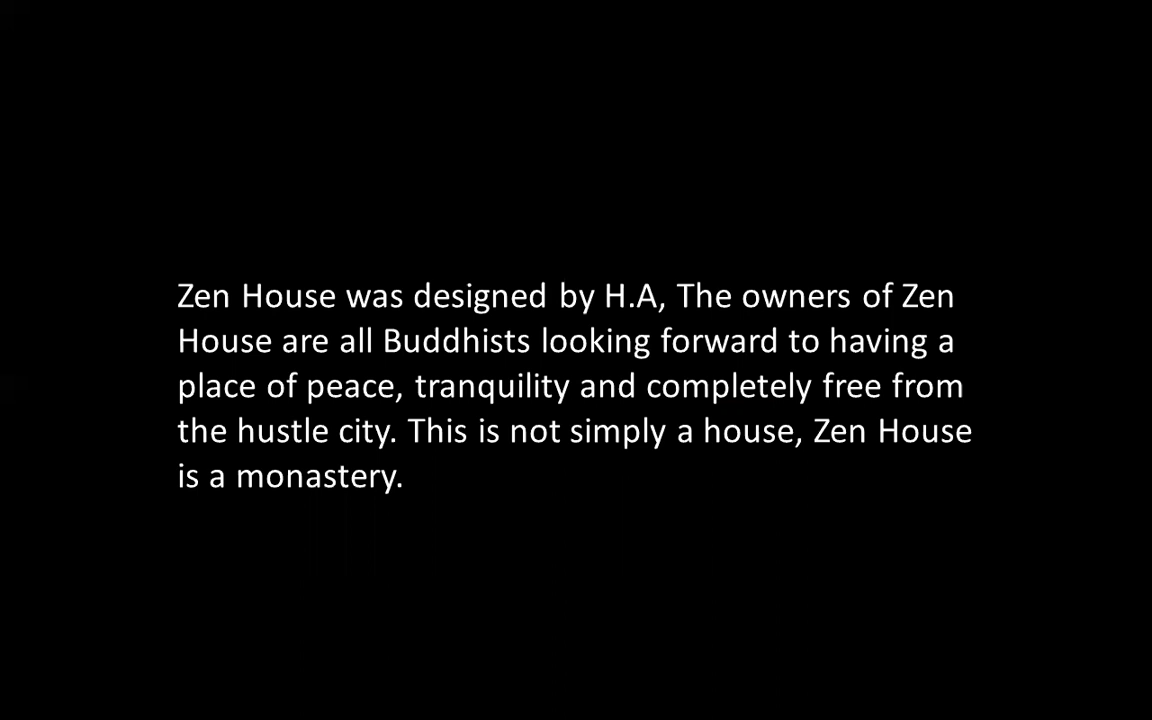 Zen House was designed by H.A, The owners of Zen
House are all Buddhists looking forward to having a
place of peace, tranquility and completely free from
the hustle city. This is not simply a house, Zen House
is a monastery.